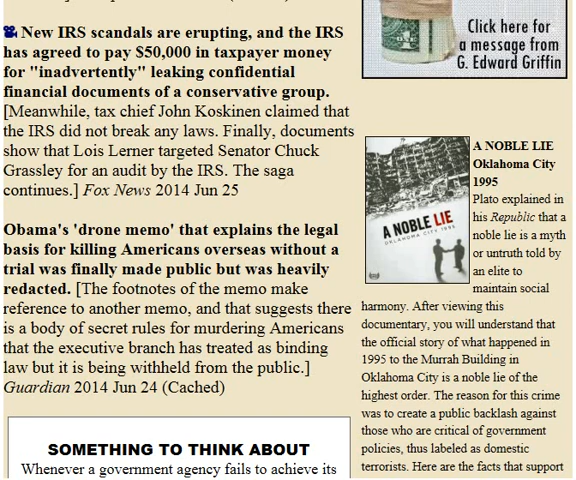 New IRS scandals are erupting, and the IRS
has agreed to pay $50,000 in taxpayer money
for "inadvertently" leaking confidential
financial documents of a conservative group.
[Meanwhile, tax chief John Koskinen claimed that
the IRS did not break any laws. Finally, documents
show that Lois Lerner targeted Senator Chuck
Grassley for an audit by the IRS. The saga
continues.] Fox News 2014 Jun 25
Obama's 'drone memo' that explains the legal
basis for killing Americans overseas without a
trial was finally made public but was heavily
redacted. [The footnotes of the memo make
reference to another memo, and that suggests there
is a body of secret rules for murdering Americans
that the executive branch has treated as binding
law but it is being withheld from the public.]
Guardian 2014 Jun 24 (Cached)
SOMETHING TO THINK ABOUT
Whenever a government agency fails to achieve its
Click here for
a message from
G. Edward Griffin
A NOBLE LIE
OKLAHOMA CITY 1995
A NOBLE LIE
Oklahoma City
1995
Plato explained in
his Republic that a
noble lie is a myth
or untruth told by
an elite to
maintain social
harmony. After viewing this
documentary, you will understand that
the official story of what happened in
1995 to the Murrah Building in
Oklahoma City is a noble lie of the
highest order. The reason for this crime
was to create a public backlash against
those who are critical of government
policies, thus labeled as domestic
terrorists. Here are the facts that support